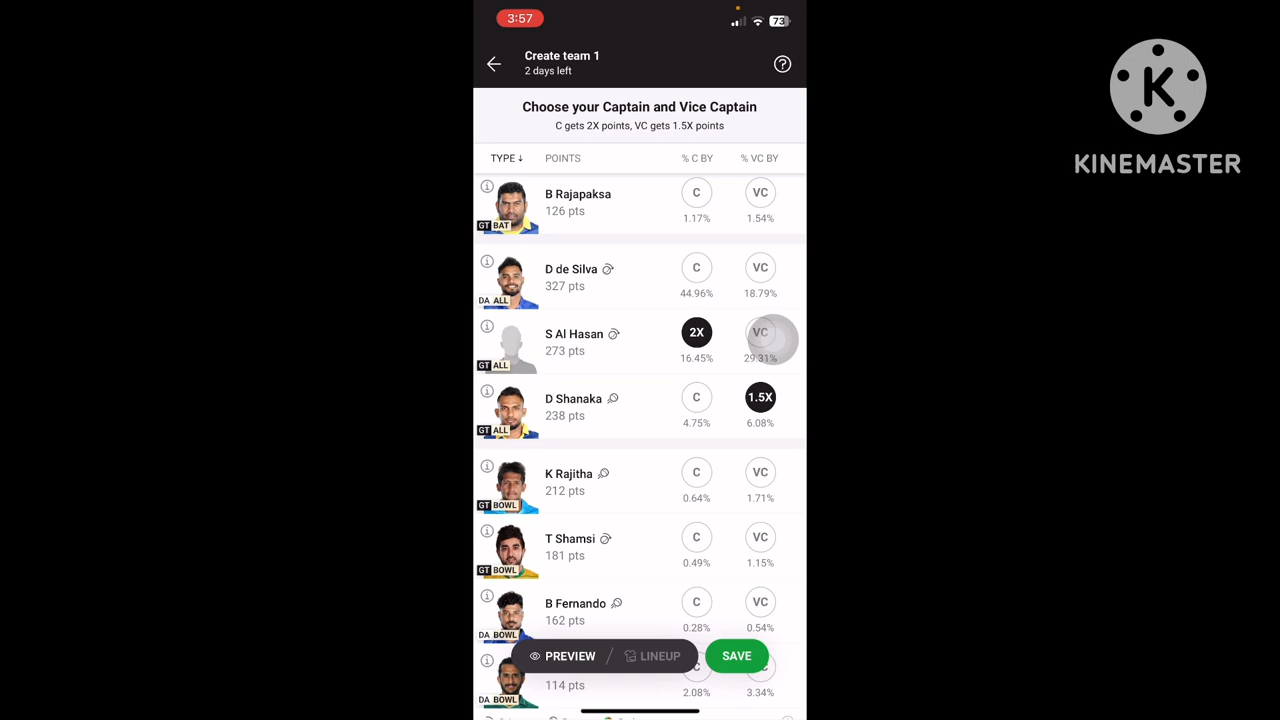 3:57
73
Create team 1
2 days left
Choose your Captain and Vice Captain
C gets 2X points, VC gets 1.5X points
TYPE↓ POINTS % C BY % VC BY
B Rajapaksa C VC
126 pts
GT BAT 1.17% 1.54%
D de Silva C VC
327 pts
DA ALL 44.96% 18.79%
S Al Hasan 2X VC
273 pts
GT ALL 16.45% 29.31%
D Shanaka C 1.5X
238 pts
GT ALL 4.75% 6.08%
K Rajitha C VC
212 pts
GT BOWL 0.64% 1.71%
T Shamsi C VC
181 pts
GT BOWL 0.49% 1.15%
B Fernando C VC
162 pts
DA BOWL 0.28% 0.54%
PREVIEW / LINEUP SAVE
114 pts
DA BOWL 2.08% 3.34%
K
KINEMASTER